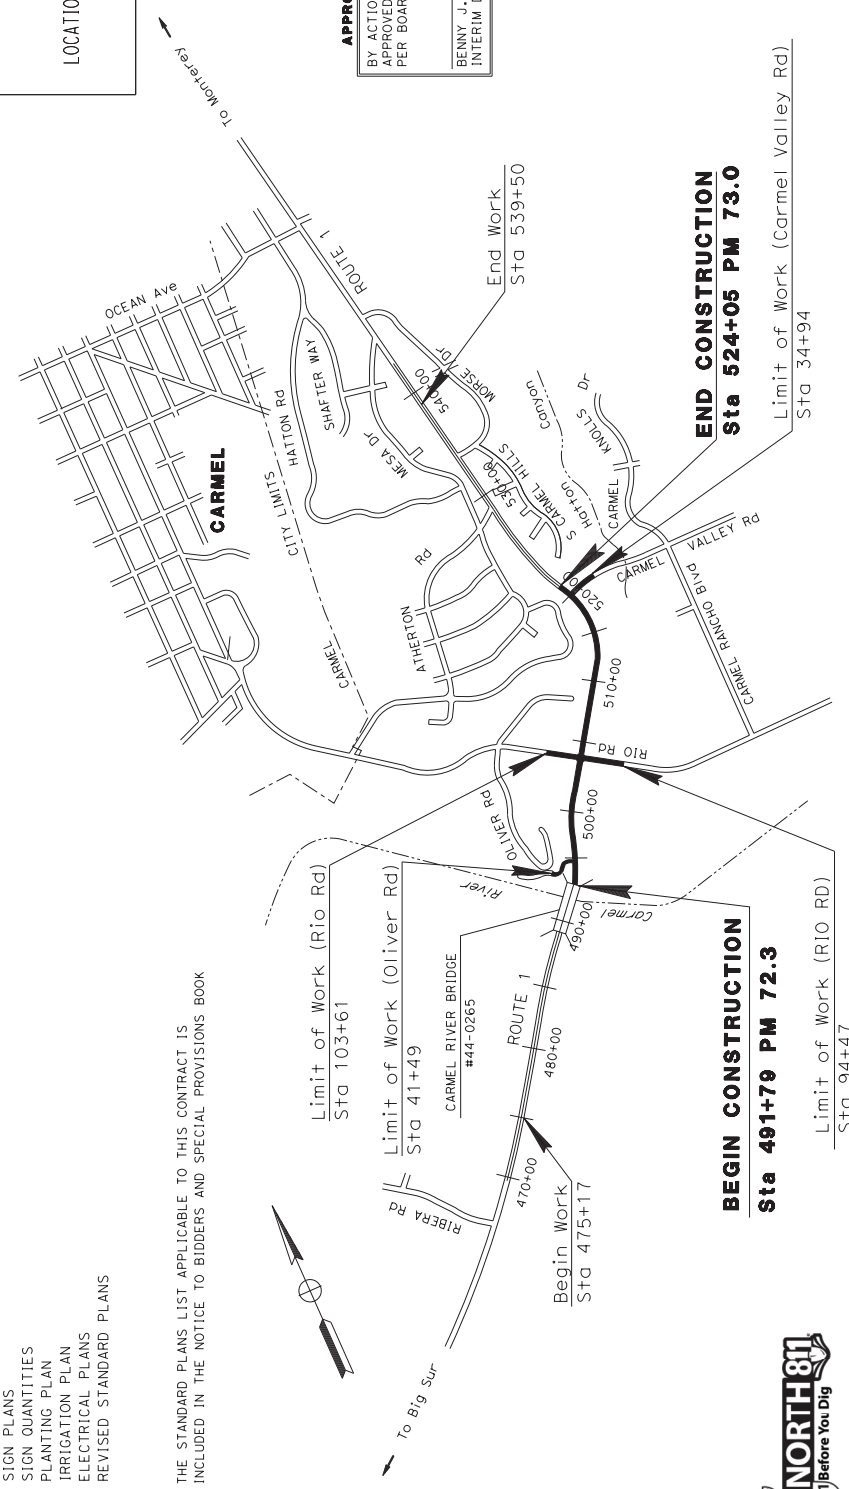 SIGN PLANS
SIGN QUANTITIES
PLANTING PLAN
IRRIGATION PLAN
ELECTRICAL PLANS
REVISED STANDARD PLANS
THE STANDARD PLANS LIST APPLICABLE TO THIS CONTRACT IS
INCLUDED IN THE NOTICE TO BIDDERS AND SPECIAL PROVISIONS BOOK
LOCATIO
APPRO
BY ACTIO
APPROVED
PER BOAR
BENNY J.
INTERIM
To Monterey
OCEAN Ave
ROUTE 1
CARMEL
CITY LIMITS
HATTON Rd
SHAFTER WAY
MESA Dr
MORSE Dr
540+00
530+00
End Work
Sta 539+50
S CARMEL HILLS
Hatton
Canyon
CARMEL
KNOLLS
Dr
END CONSTRUCTION
Sta 524+05 PM 73.0
Limit of Work (Carmel Valley Rd)
Sta 34+94
ATHERTON
Rd
CARMEL
520+00
CARMEL
VALLEY Rd
CARMEL RANCHO Blvd
510+00
RIO Rd
500+00
OLIVER Rd
River
Carmel
490+00
Limit of Work (Rio Rd)
Sta 103+61
Limit of Work (Oliver Rd)
Sta 41+49
CARMEL RIVER BRIDGE
#44-0265
ROUTE 1
480+00
470+00
BEGIN CONSTRUCTION
Sta 491+79 PM 72.3
Limit of Work (RIO RD)
Sta 94+47
RIBERA Rd
Begin Work
Sta 475+17
To Big Sur
NORTH 811
Before You Dig